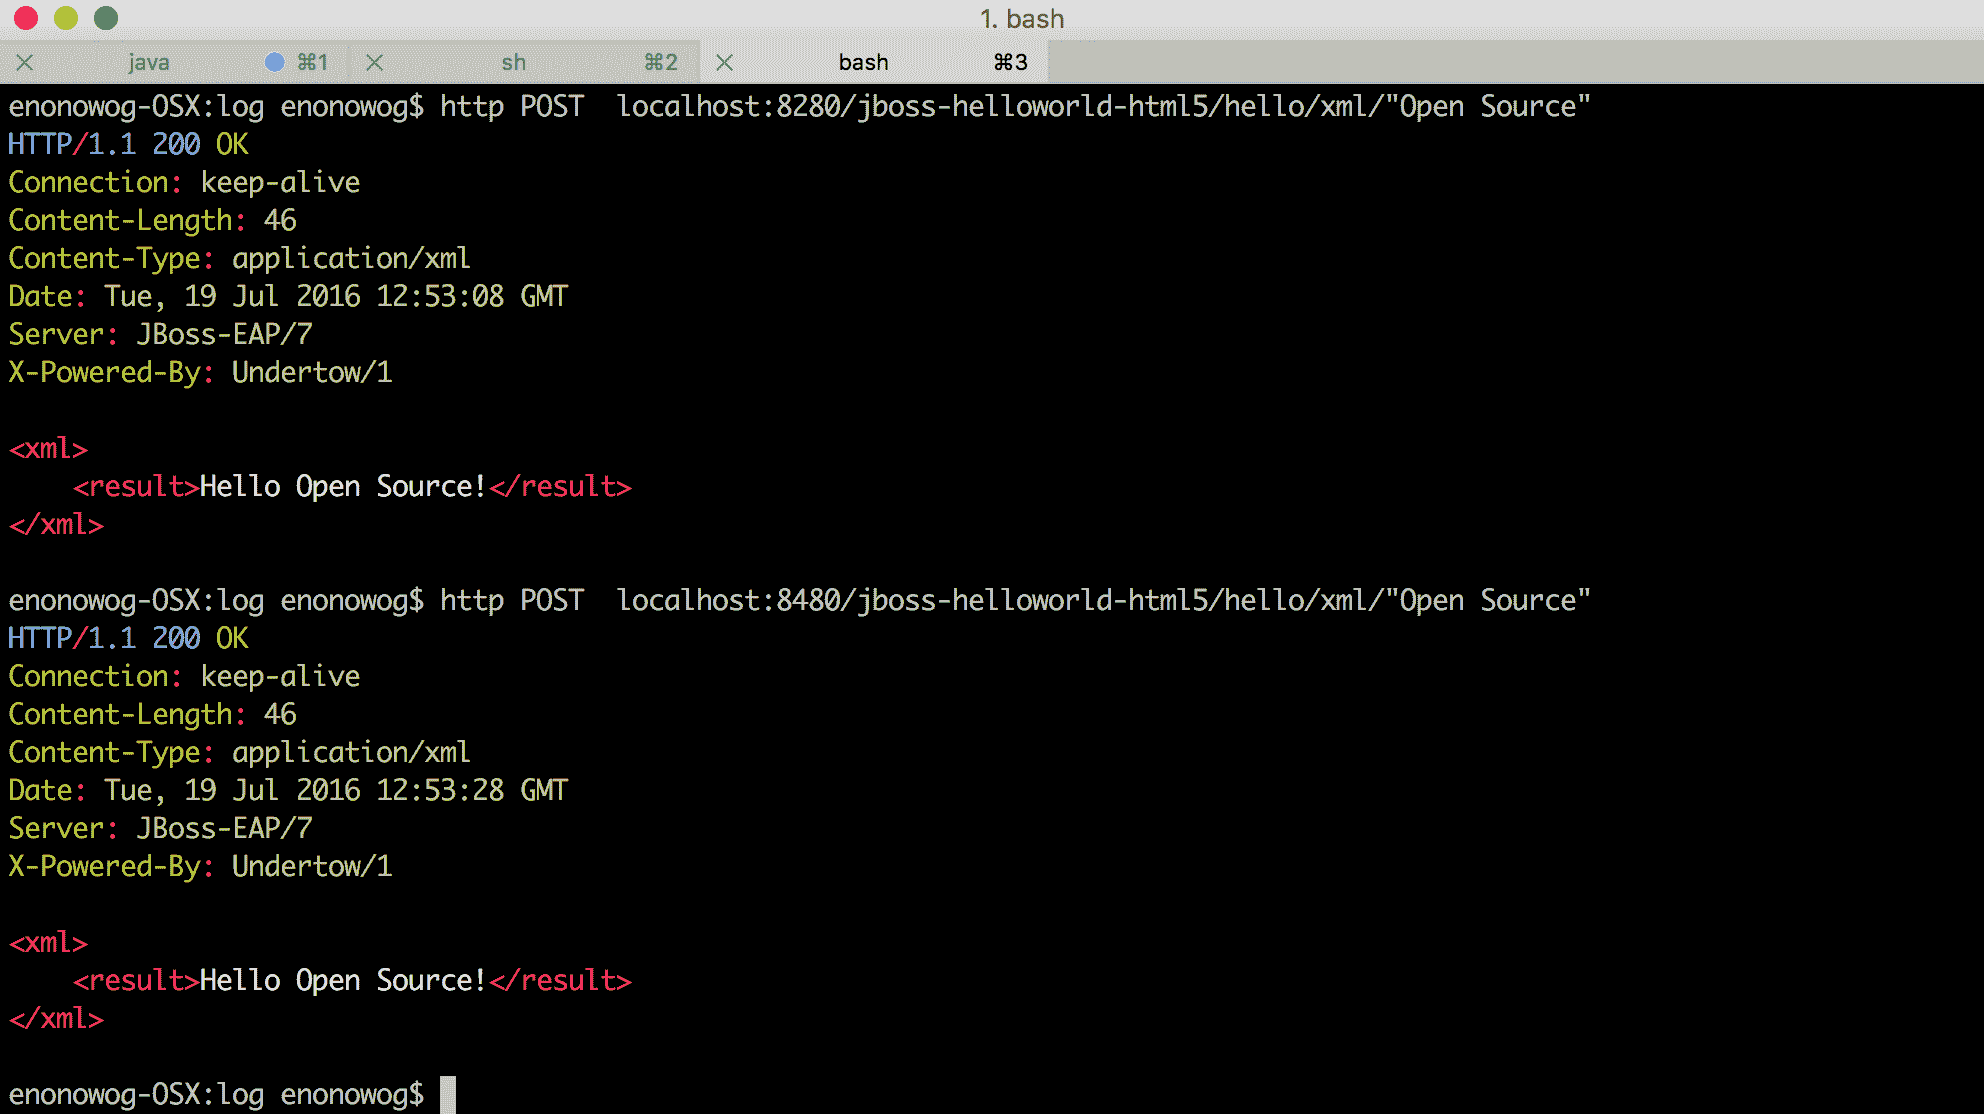 1. bash
java ⌘1 sh ⌘2 bash ⌘3
enonowog-OSX:log enonowog$ http POST  localhost:8280/jboss-helloworld-html5/hello/xml/"Open Source"
HTTP/1.1 200 OK
Connection: keep-alive
Content-Length: 46
Content-Type: application/xml
Date: Tue, 19 Jul 2016 12:53:08 GMT
Server: JBoss-EAP/7
X-Powered-By: Undertow/1
<xml>
    <result>Hello Open Source!</result>
</xml>
enonowog-OSX:log enonowog$ http POST  localhost:8480/jboss-helloworld-html5/hello/xml/"Open Source"
HTTP/1.1 200 OK
Connection: keep-alive
Content-Length: 46
Content-Type: application/xml
Date: Tue, 19 Jul 2016 12:53:28 GMT
Server: JBoss-EAP/7
X-Powered-By: Undertow/1
<xml>
    <result>Hello Open Source!</result>
</xml>
enonowog-OSX:log enonowog$